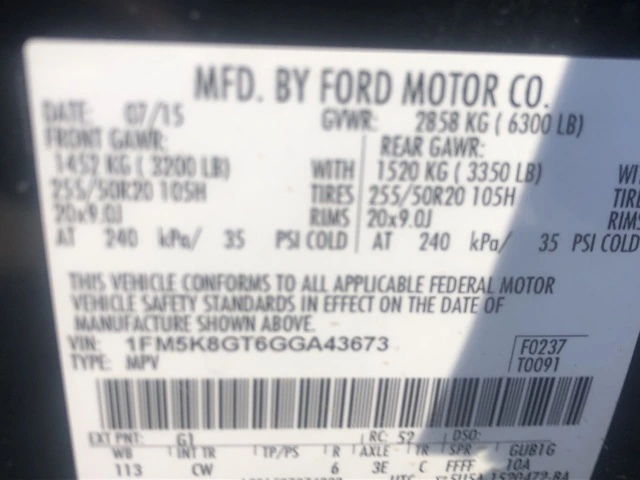 MFD. BY FORD MOTOR CO.
DATE: 07/15 GVWR: 2858 KG ( 6300 LB)
FRONT GAWR: REAR GAWR:
1452 KG ( 3200 LB) WITH 1520 KG ( 3350 LB) WI
255/50R20 105H TIRES 255/50R20 105H TIRE
20x9.0J RIMS 20x9.0J RIMS
AT 240 kPa/ 35 PSI COLD AT 240 kPa/ 35 PSI COLD
THIS VEHICLE CONFORMS TO ALL APPLICABLE FEDERAL MOTOR
VEHICLE SAFETY STANDARDS IN EFFECT ON THE DATE OF
MANUFACTURE SHOWN ABOVE.
VIN: 1FM5K8GT6GGA43673 F0237
TYPE: MPV T0091
EXT PNT: G1 RC: 52 DSO:
WB INT TR TP/PS R AXLE TR SPR GUB1G
113 CW 6 3E C FFFF 10A